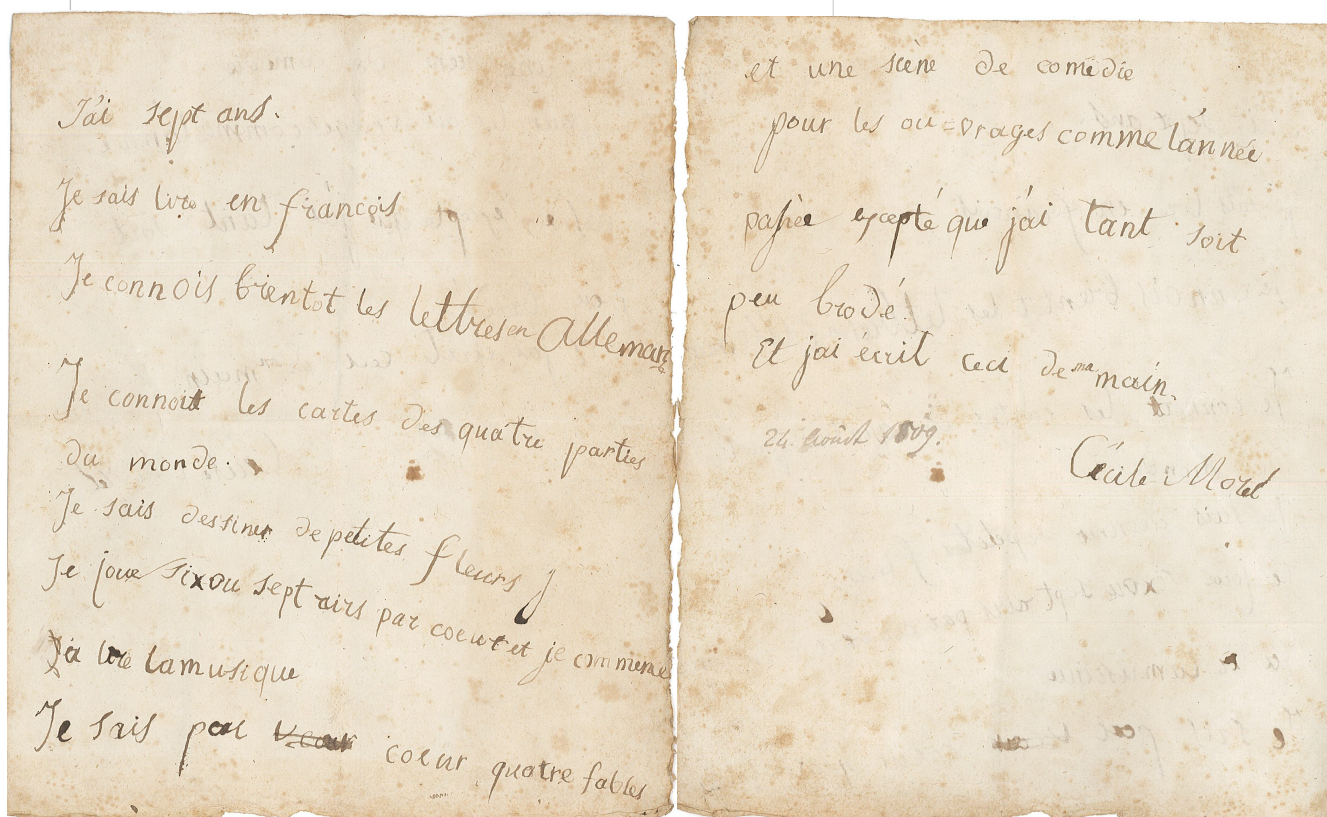 J'ai sept ans.
Je sais lire en françois
Je connois bientot les lettres en Alleman
Je connoit les cartes des quatre parties
du monde.
Je sais dessiner de petites fleurs
Je joue six ou sept airs par coeur et je commence
a lire la musique
Je sais par coeur quatre fables
et une scène de comédie
pour les ouvrages comme lannée
passée excepté que j'ai tant soit
peu brodé.
Et jai écrit ceci de ma main.
24. Août 1809.
Cécile Morel